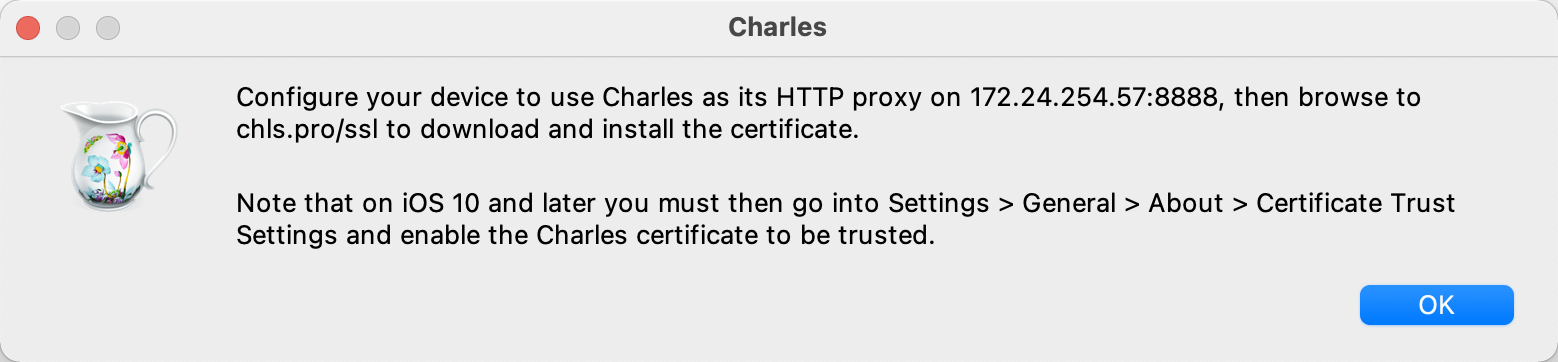 Charles
Configure your device to use Charles as its HTTP proxy on 172.24.254.57:8888, then browse to
chls.pro/ssl to download and install the certificate.
Note that on iOS 10 and later you must then go into Settings > General > About > Certificate Trust
Settings and enable the Charles certificate to be trusted.
OK